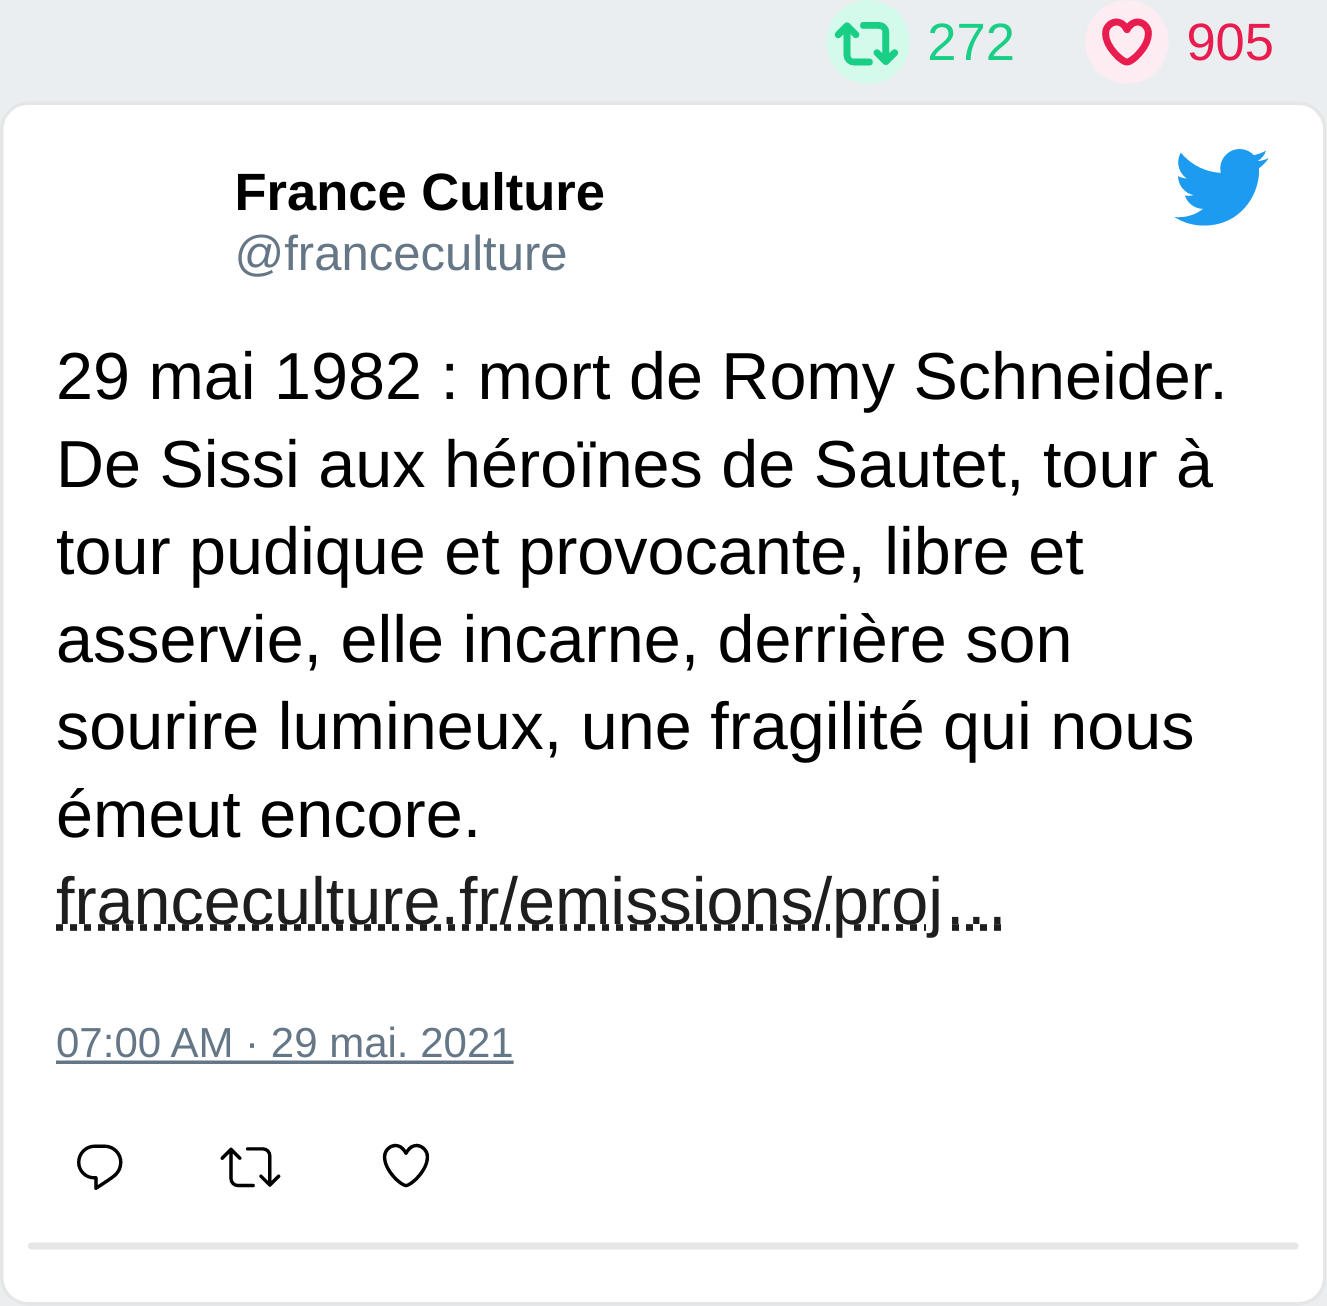 272 905
France Culture
@franceculture
29 mai 1982 : mort de Romy Schneider.
De Sissi aux héroïnes de Sautet, tour à
tour pudique et provocante, libre et
asservie, elle incarne, derrière son
sourire lumineux, une fragilité qui nous
émeut encore.
franceculture.fr/emissions/proj…
07:00 AM · 29 mai. 2021